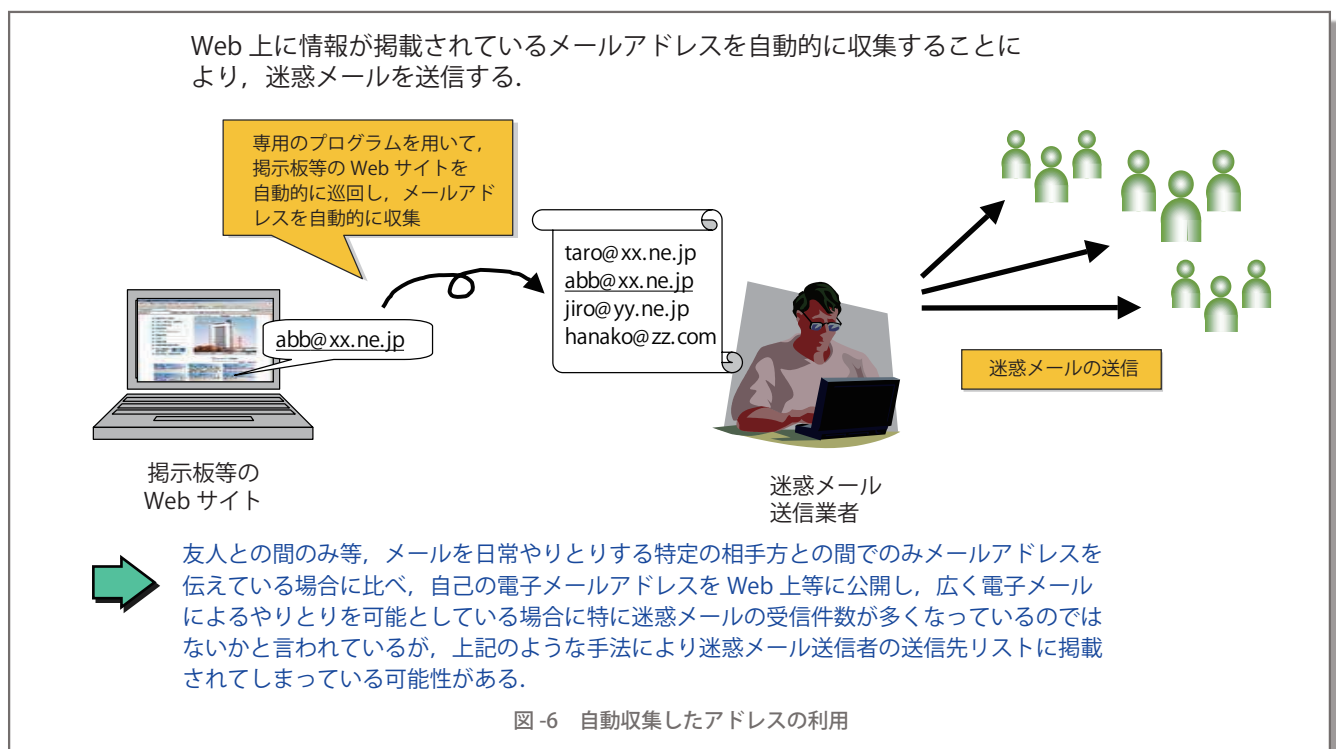 Web 上に情報が掲載されているメールアドレスを自動的に収集することに
より，迷惑メールを送信する．
専用のプログラムを用いて，
掲示板等の Web サイトを
自動的に巡回し，メールアド
レスを自動的に収集
taro@xx.ne.jp
abb@xx.ne.jp
jiro@yy.ne.jp
hanako@zz.com
abb@xx.ne.jp
迷惑メールの送信
掲示板等の
Web サイト
迷惑メール
送信業者
友人との間のみ等，メールを日常やりとりする特定の相手方との間でのみメールアドレスを
伝えている場合に比べ，自己の電子メールアドレスを Web 上等に公開し，広く電子メール
によるやりとりを可能としている場合に特に迷惑メールの受信件数が多くなっているのでは
ないかと言われているが，上記のような手法により迷惑メール送信者の送信先リストに掲載
されてしまっている可能性がある．
図 -6　自動収集したアドレスの利用